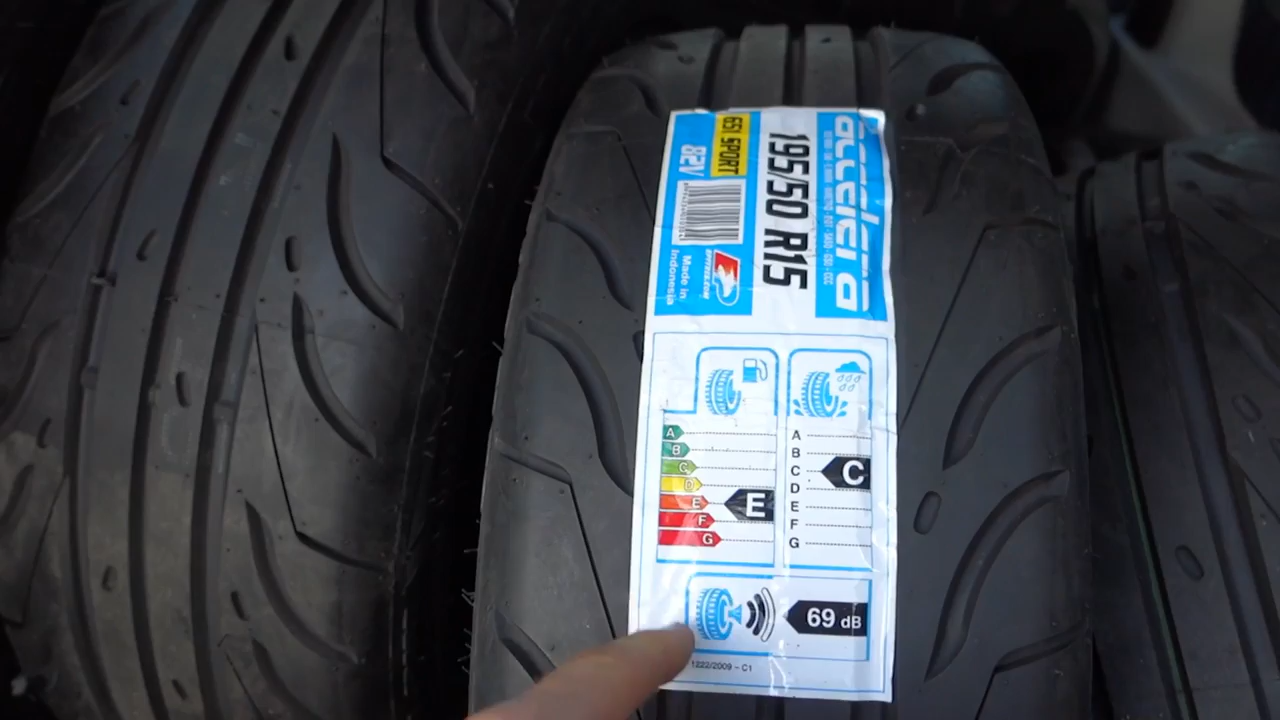 accelera
195/50 R15
651 SPORT
82V
Made in
Indonesia
A
B
C
D
E
F
G
E
A
B
C
D
E
F
G
C
69 dB
1222/2009 - C1